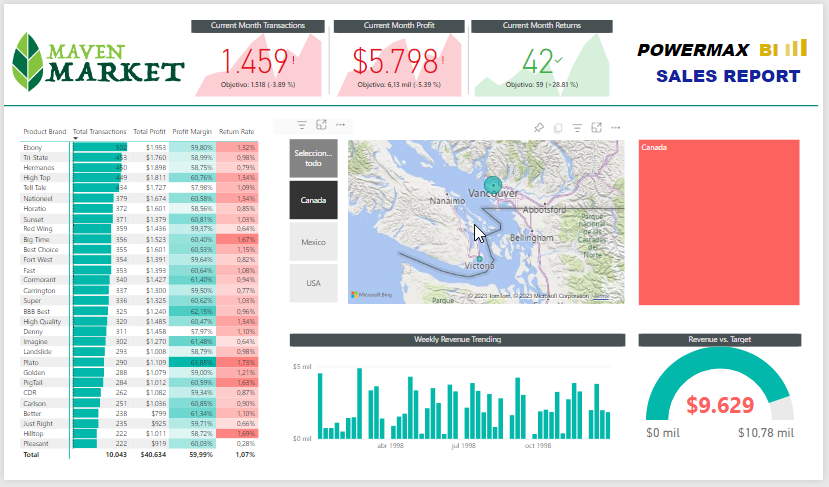 MAVEN
MARKET
Current Month Transactions
1.459!
Objetivo: 1.518 (-3.89 %)
Current Month Profit
$5.798!
Objetivo: 6,13 mil (-5.39 %)
Current Month Returns
42
Objetivo: 59 (+28.81 %)
POWERMAX BI
SALES REPORT
Product Brand Total Transactions Total Profit Profit Margin Return Rate
Ebony 502 $1.953 59,80% 1,32%
Tri-State 453 $1.760 58,99% 0,98%
Hermanos 450 $1.898 58,75% 0,79%
High Top 449 $1.811 60,76% 1,34%
Tell Tale 434 $1.727 57,98% 1,09%
Nationeel 379 $1.674 60,58% 1,34%
Horatio 372 $1.601 58,56% 0,85%
Sunset 371 $1.379 60,81% 1,03%
Red Wing 359 $1.436 59,37% 0,64%
Big Time 356 $1.523 60,40% 1,67%
Best Choice 355 $1.601 60,53% 1,15%
Fort West 354 $1.391 59,64% 0,82%
Fast 353 $1.393 60,64% 1,08%
Cormorant 340 $1.427 61,40% 0,94%
Carrington 337 $1.300 59,50% 0,77%
Super 336 $1.325 60,62% 1,03%
BBB Best 325 $1.240 62,15% 0,96%
High Quality 320 $1.485 60,47% 1,34%
Denny 311 $1.458 57,97% 1,10%
Imagine 302 $1.270 61,48% 0,64%
Landslide 293 $1.008 58,79% 0,98%
Plato 290 $1.109 63,85% 1,73%
Golden 288 $1.079 59,00% 1,21%
PigTail 284 $1.012 60,59% 1,63%
CDR 262 $1.082 59,34% 0,87%
Carlson 251 $1.036 60,85% 0,90%
Better 238 $799 61,34% 1,10%
Just Right 235 $925 59,71% 0,66%
Hilltop 222 $1.011 58,72% 1,69%
Pleasent 222 $919 60,03% 0,28%
Total 10.043 $40.634 59,99% 1,07%
Seleccion...
todo
Canada
Mexico
USA
Vancouver
Nanaimo
Abbotsford
Bellingham
Victoria
Parque
nacional
de las
Cascadas
del Norte
Parque
Microsoft Bing
© 2023 TomTom, © 2023 Microsoft Corporation Terms
Canada
Weekly Revenue Trending
$5 mil
$0 mil
abr 1998 jul 1998 oct 1998
Revenue vs. Target
$9.629
$0 mil $10,78 mil